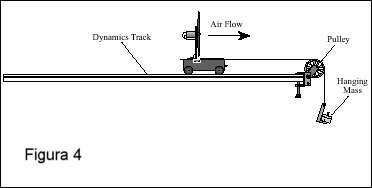 Air Flow
Dynamics Track
Pulley
Hanging
Mass
Figura 4